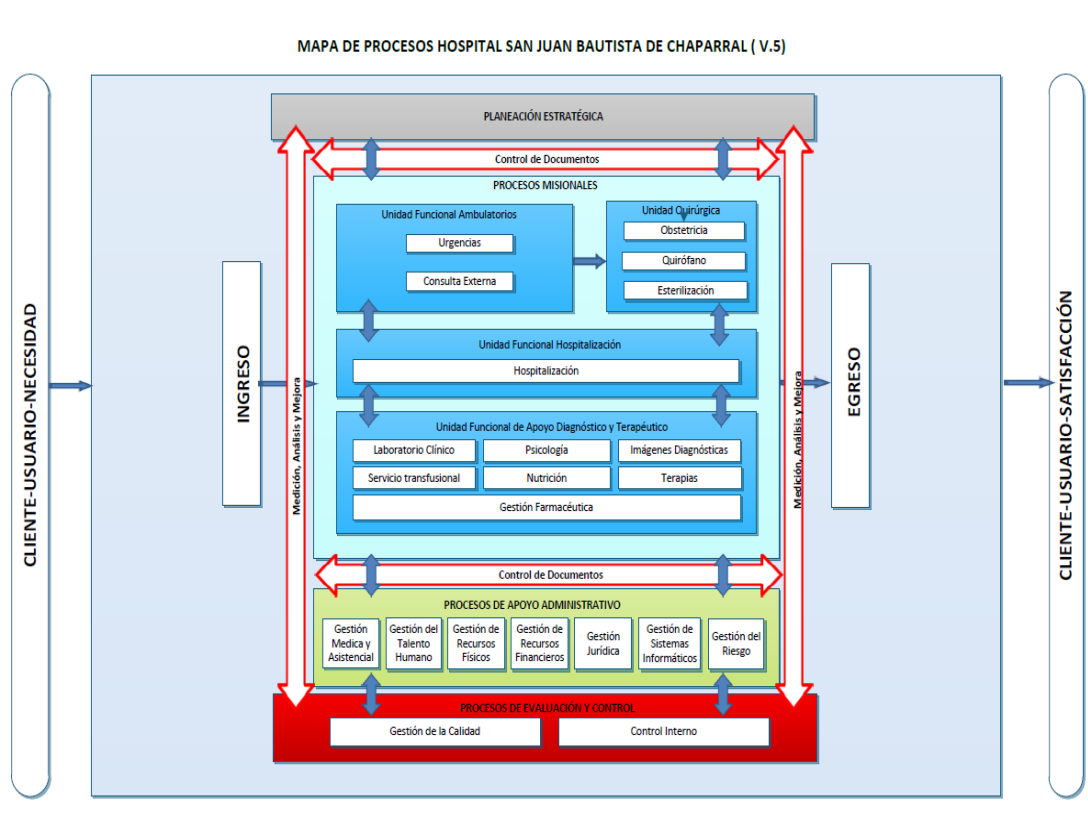 MAPA DE PROCESOS HOSPITAL SAN JUAN BAUTISTA DE CHAPARRAL ( V.5)
CLIENTE-USUARIO-NECESIDAD
INGRESO
PLANEACIÓN ESTRATÉGICA
Control de Documentos
Medición, Análisis y Mejora
PROCESOS MISIONALES
Unidad Funcional Ambulatorios
Urgencias
Consulta Externa
Unidad Quirúrgica
Obstetricia
Quirófano
Esterilización
Unidad Funcional Hospitalización
Hospitalización
Unidad Funcional de Apoyo Diagnóstico y Terapéutico
Laboratorio Clínico
Psicología
Imágenes Diagnósticas
Servicio transfusional
Nutrición
Terapias
Gestión Farmacéutica
Medición, Análisis y Mejora
Control de Documentos
PROCESOS DE APOYO ADMINISTRATIVO
Gestión
Medica y
Asistencial
Gestión del
Talento
Humano
Gestión de
Recursos
Físicos
Gestión de
Recursos
Financieros
Gestión
Jurídica
Gestión de
Sistemas
Informáticos
Gestión del
Riesgo
PROCESOS DE EVALUACIÓN Y CONTROL
Gestión de la Calidad
Control Interno
EGRESO
CLIENTE-USUARIO-SATISFACCIÓN